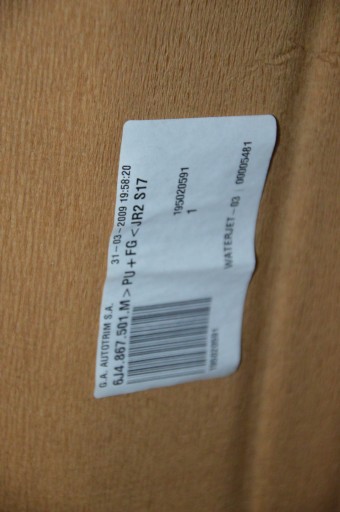 G.A. AUTOTRIM S.A. 31-03-2009 19:58:20
6J4.867.501.M > PU + FG < JR2 S17
195020591
1
195020591 WATERJET-03 00005481